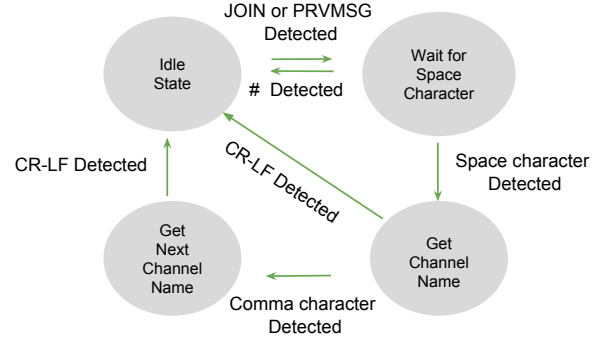 JOIN or PRVMSG
Detected
Idle
State
Wait for
Space
Character
# Detected
CR-LF Detected
CR-LF Detected
Space character
Detected
Get
Next
Channel
Name
Get
Channel
Name
Comma character
Detected